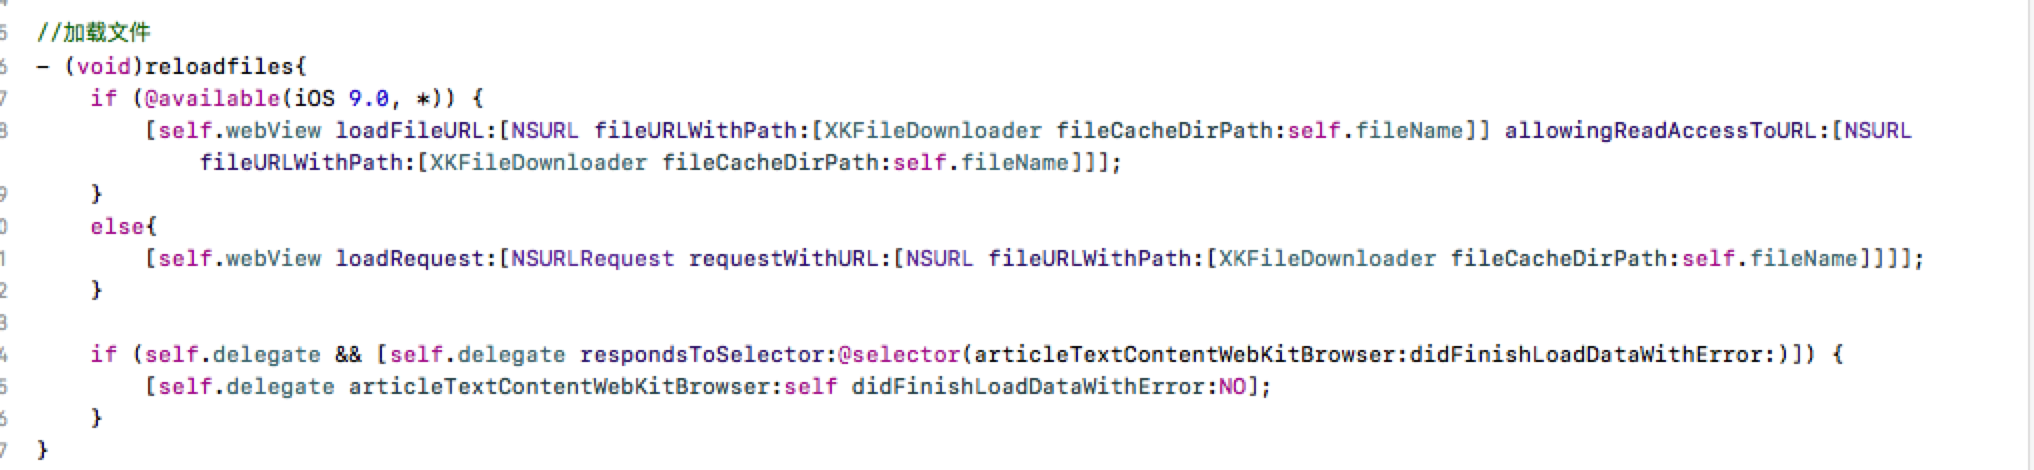 5 //加载文件
6 - (void)reloadfiles{
7 if (@available(iOS 9.0, *)) {
8 [self.webView loadFileURL:[NSURL fileURLWithPath:[XKFileDownloader fileCacheDirPath:self.fileName]] allowingReadAccessToURL:[NSURL
fileURLWithPath:[XKFileDownloader fileCacheDirPath:self.fileName]]];
9 }
0 else{
1 [self.webView loadRequest:[NSURLRequest requestWithURL:[NSURL fileURLWithPath:[XKFileDownloader fileCacheDirPath:self.fileName]]]];
2 }
3
4 if (self.delegate && [self.delegate respondsToSelector:@selector(articleTextContentWebKitBrowser:didFinishLoadDataWithError:)]) {
5 [self.delegate articleTextContentWebKitBrowser:self didFinishLoadDataWithError:NO];
6 }
7 }